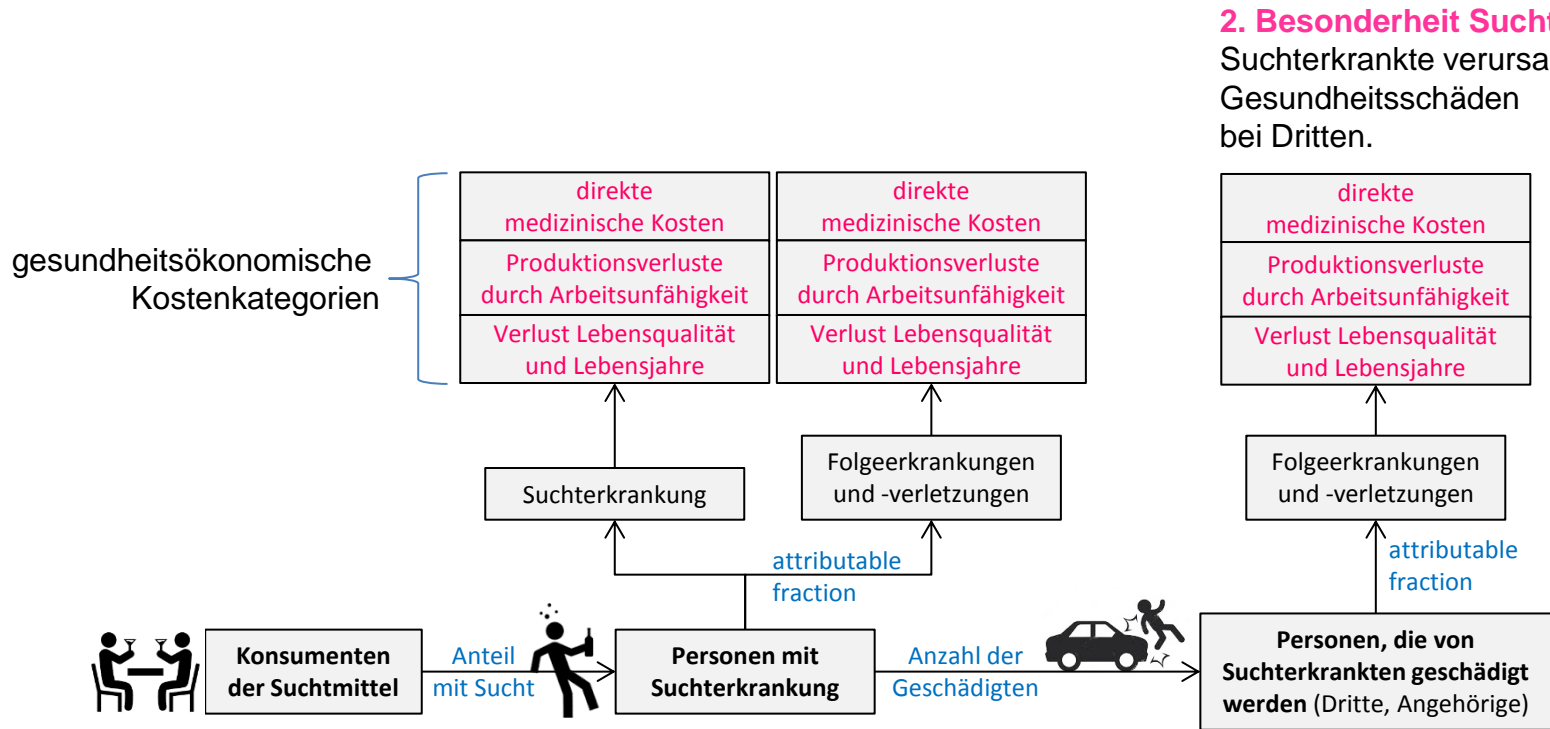 2. Besonderheit Sucht
Suchterkrankte verursa
Gesundheitsschäden
bei Dritten.
gesundheitsökonomische
Kostenkategorien
direkte
medizinische Kosten
Produktionsverluste
durch Arbeitsunfähigkeit
Verlust Lebensqualität
und Lebensjahre
direkte
medizinische Kosten
Produktionsverluste
durch Arbeitsunfähigkeit
Verlust Lebensqualität
und Lebensjahre
direkte
medizinische Kosten
Produktionsverluste
durch Arbeitsunfähigkeit
Verlust Lebensqualität
und Lebensjahre
Suchterkrankung
Folgeerkrankungen
und -verletzungen
Folgeerkrankungen
und -verletzungen
attributable
fraction
attributable
fraction
Konsumenten
der Suchtmittel
Anteil
mit Sucht
Personen mit
Suchterkrankung
Anzahl der
Geschädigten
Personen, die von
Suchterkrankten geschädigt
werden (Dritte, Angehörige)